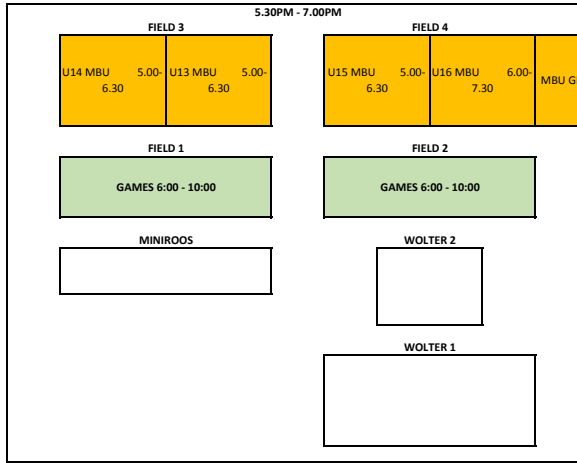 5.30PM - 7.00PM
FIELD 3 FIELD 4
U14 MBU 5.00- U13 MBU 5.00- U15 MBU 5.00- U16 MBU 6.00- MBU G
6.30 6.30 6.30 7.30
FIELD 1 FIELD 2
GAMES 6:00 - 10:00 GAMES 6:00 - 10:00
MINIROOS WOLTER 2
WOLTER 1